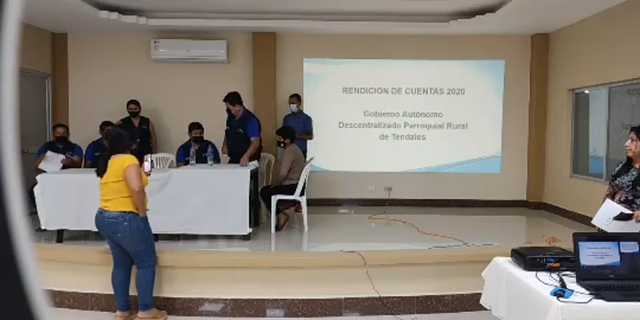 RENDICION DE CUENTAS 2020
Gobierno Autónomo
Descentralizado Parroquial Rural
de Tendales